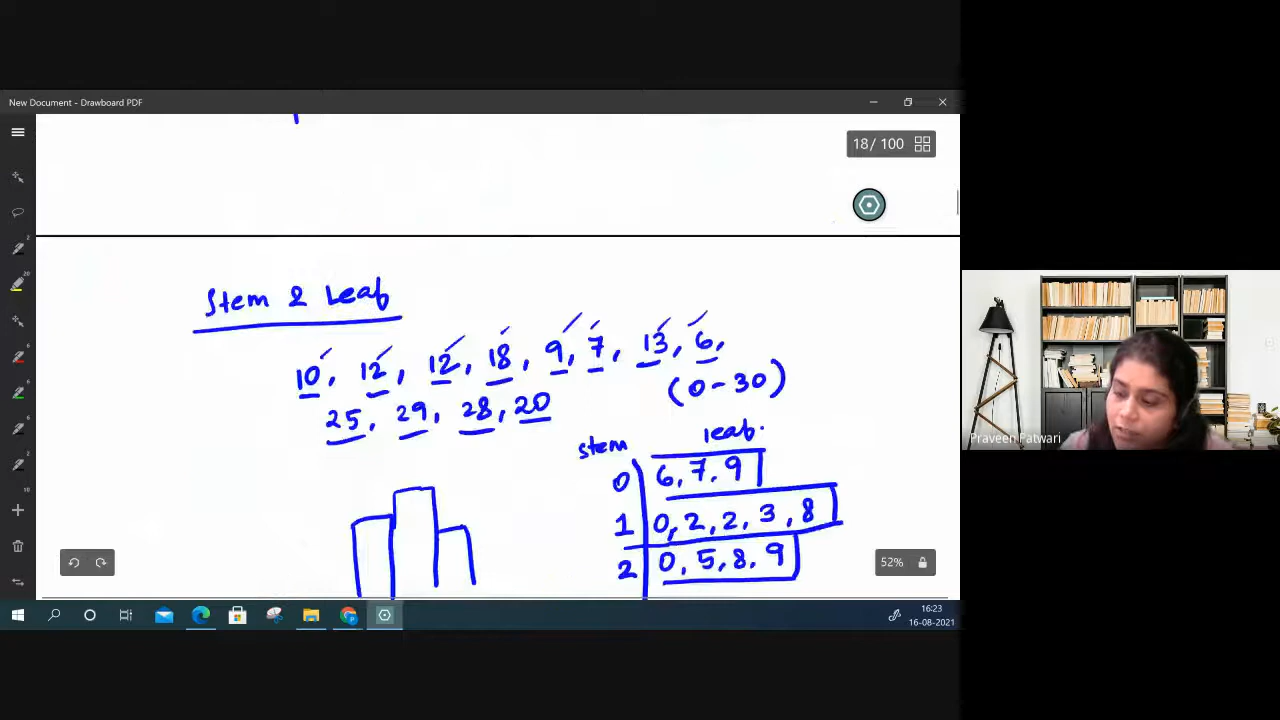 New Document - Drawboard PDF
18 / 100
Stem & Leaf
10, 12, 12, 18, 9, 7, 13, 6,
(0-30)
25, 29, 28, 20
stem leaf.
0 6, 7, 9
1 0, 2, 2, 3, 8
2 0, 5, 8, 9
52%
Praveen Patwari
16:23
16-08-2021